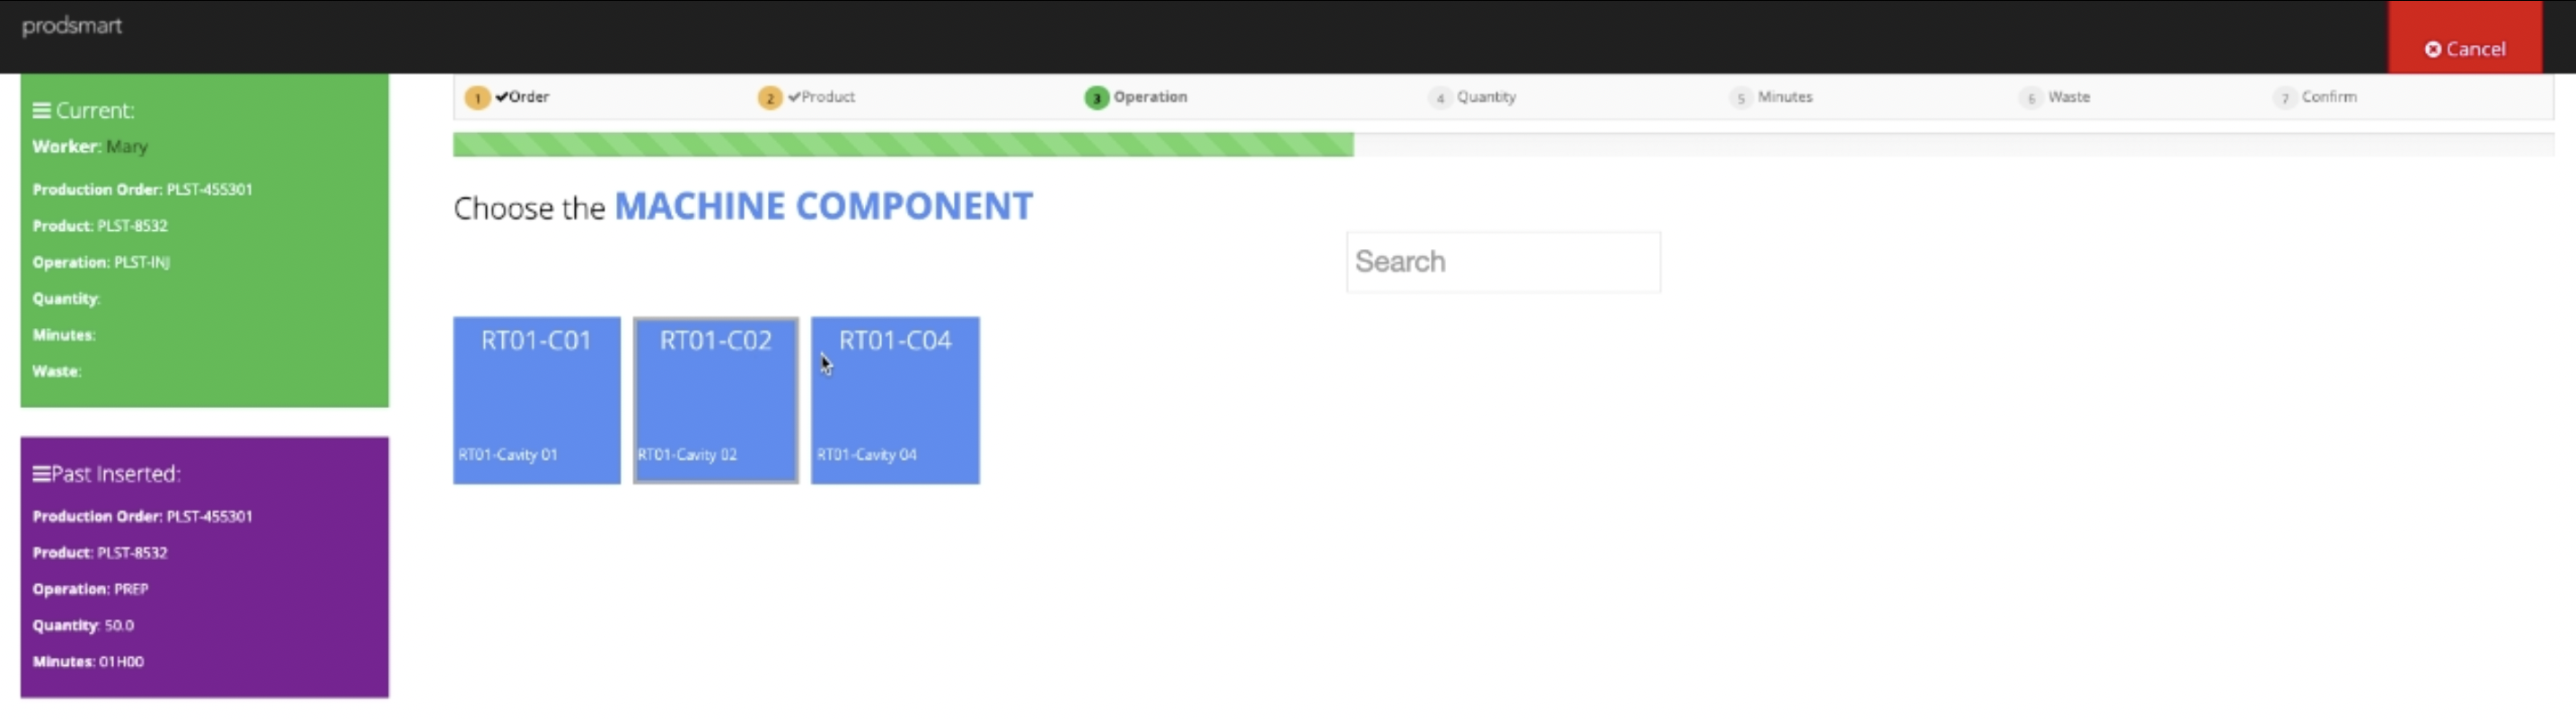 prodsmart
Cancel
Current:
Worker: Mary
Production Order: PLST-455301
Product: PLST-8532
Operation: PLST-INJ
Quantity:
Minutes:
Waste:
Past Inserted:
Production Order: PLST-455301
Product: PLST-8532
Operation: PREP
Quantity: 50.0
Minutes: 01H00
1 Order 2 Product 3 Operation 4 Quantity 5 Minutes 6 Waste 7 Confirm
Choose the MACHINE COMPONENT
Search
RT01-C01
RT01-Cavity 01
RT01-C02
RT01-Cavity 02
RT01-C04
RT01-Cavity 04